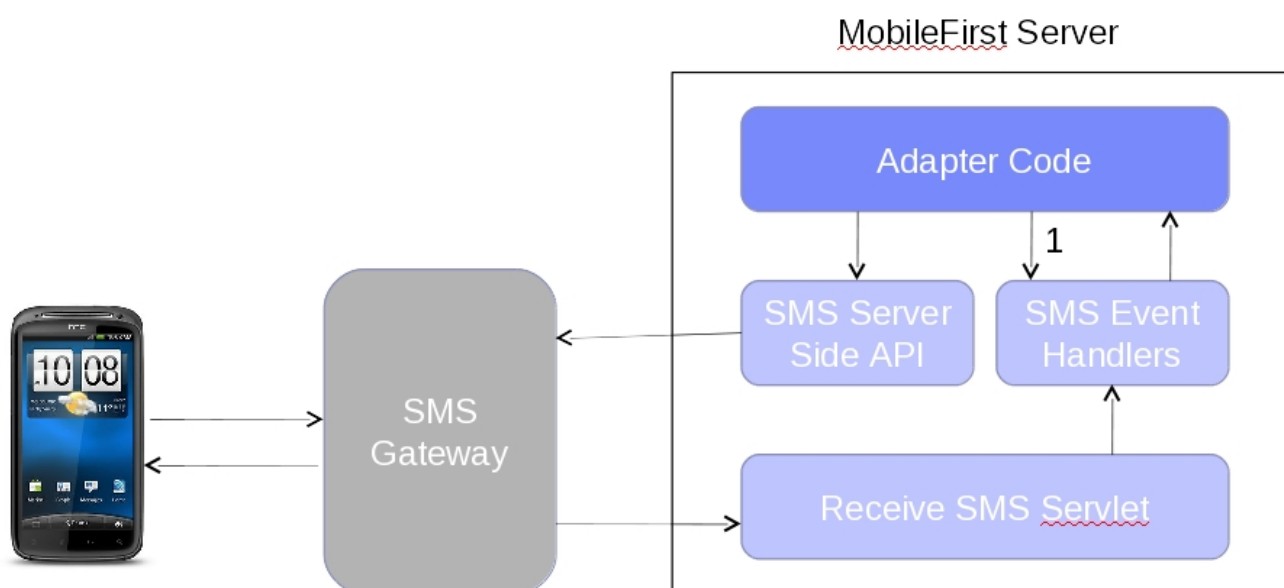 MobileFirst Server
Adapter Code
1
SMS Server
Side API
SMS Event
Handlers
hTC
10 08
SMS
Gateway
Receive SMS Servlet